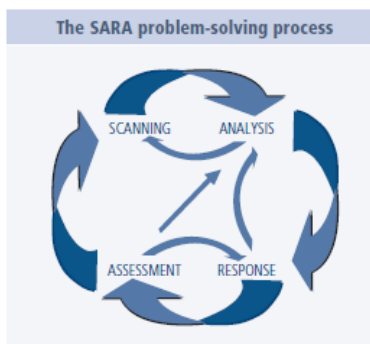 The SARA problem-solving process
SCANNING ANALYSIS
ASSESSMENT RESPONSE